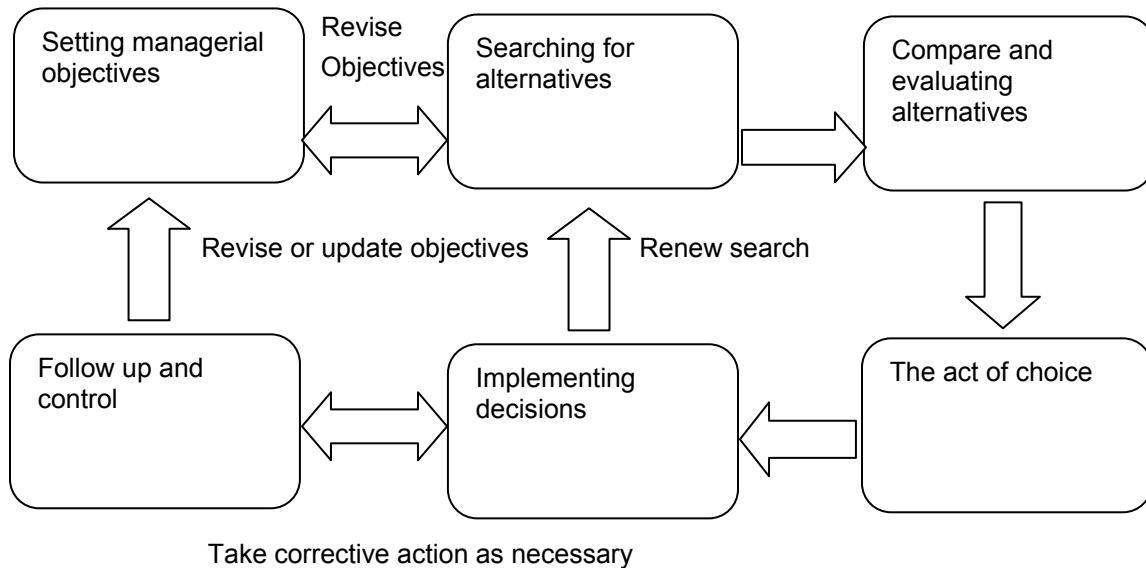 Setting managerial
objectives
Revise
Objectives
Searching for
alternatives
Compare and
evaluating
alternatives
Revise or update objectives
Renew search
Follow up and
control
Implementing
decisions
The act of choice
Take corrective action as necessary